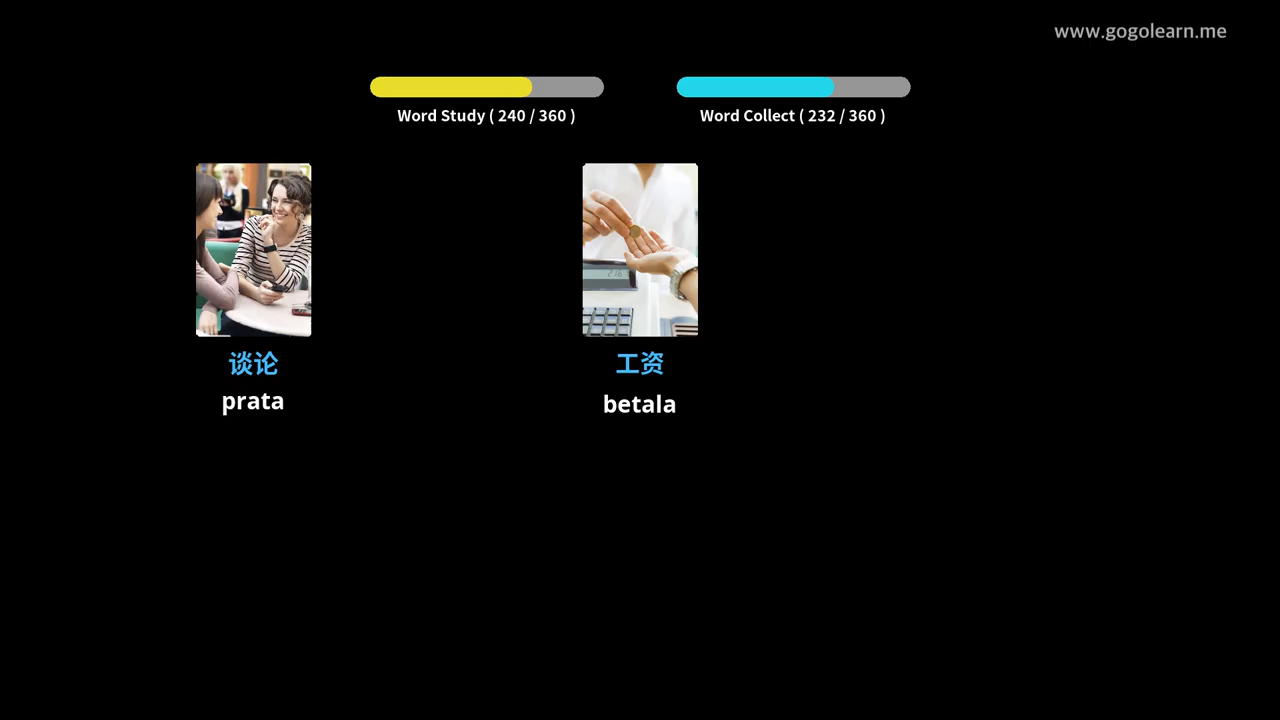 www.gogolearn.me
Word Study ( 240 / 360 )
Word Collect ( 232 / 360 )
谈论
prata
工资
betala